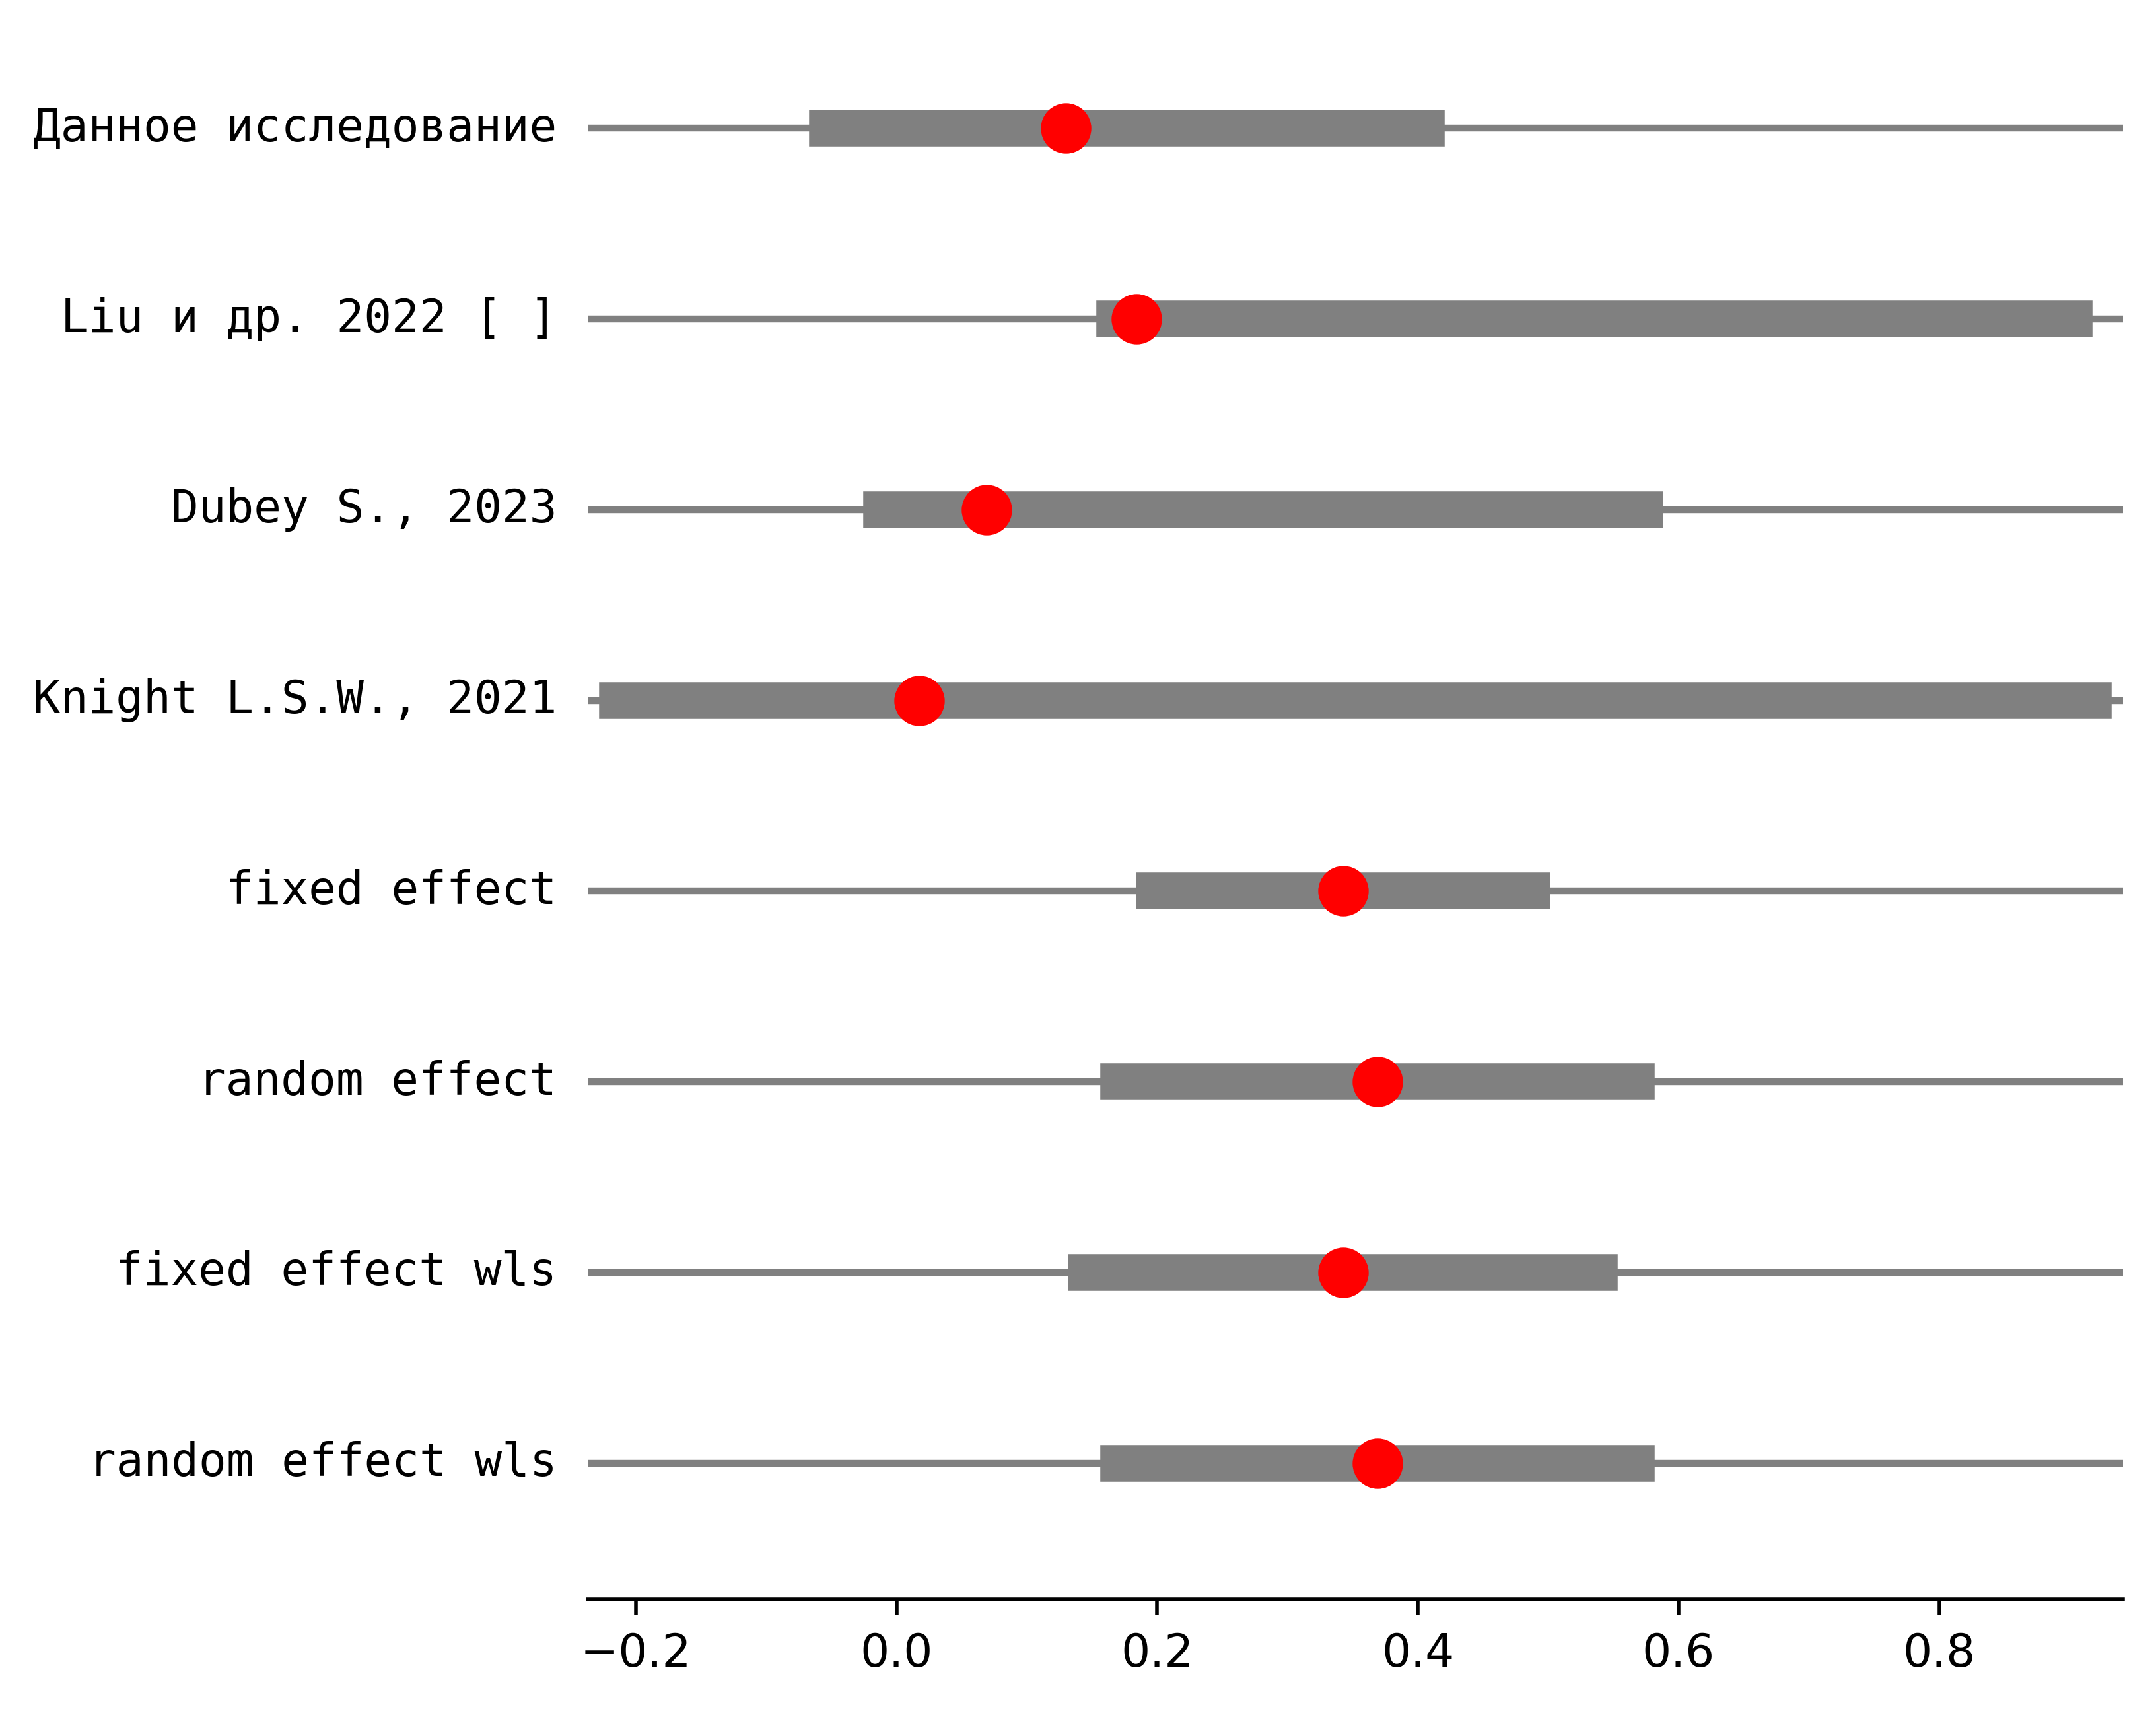 Данное исследование
Liu и др. 2022 [ ]
Dubey S., 2023
Knight L.S.W., 2021
fixed effect
random effect
fixed effect wls
random effect wls
−0.2 0.0 0.2 0.4 0.6 0.8